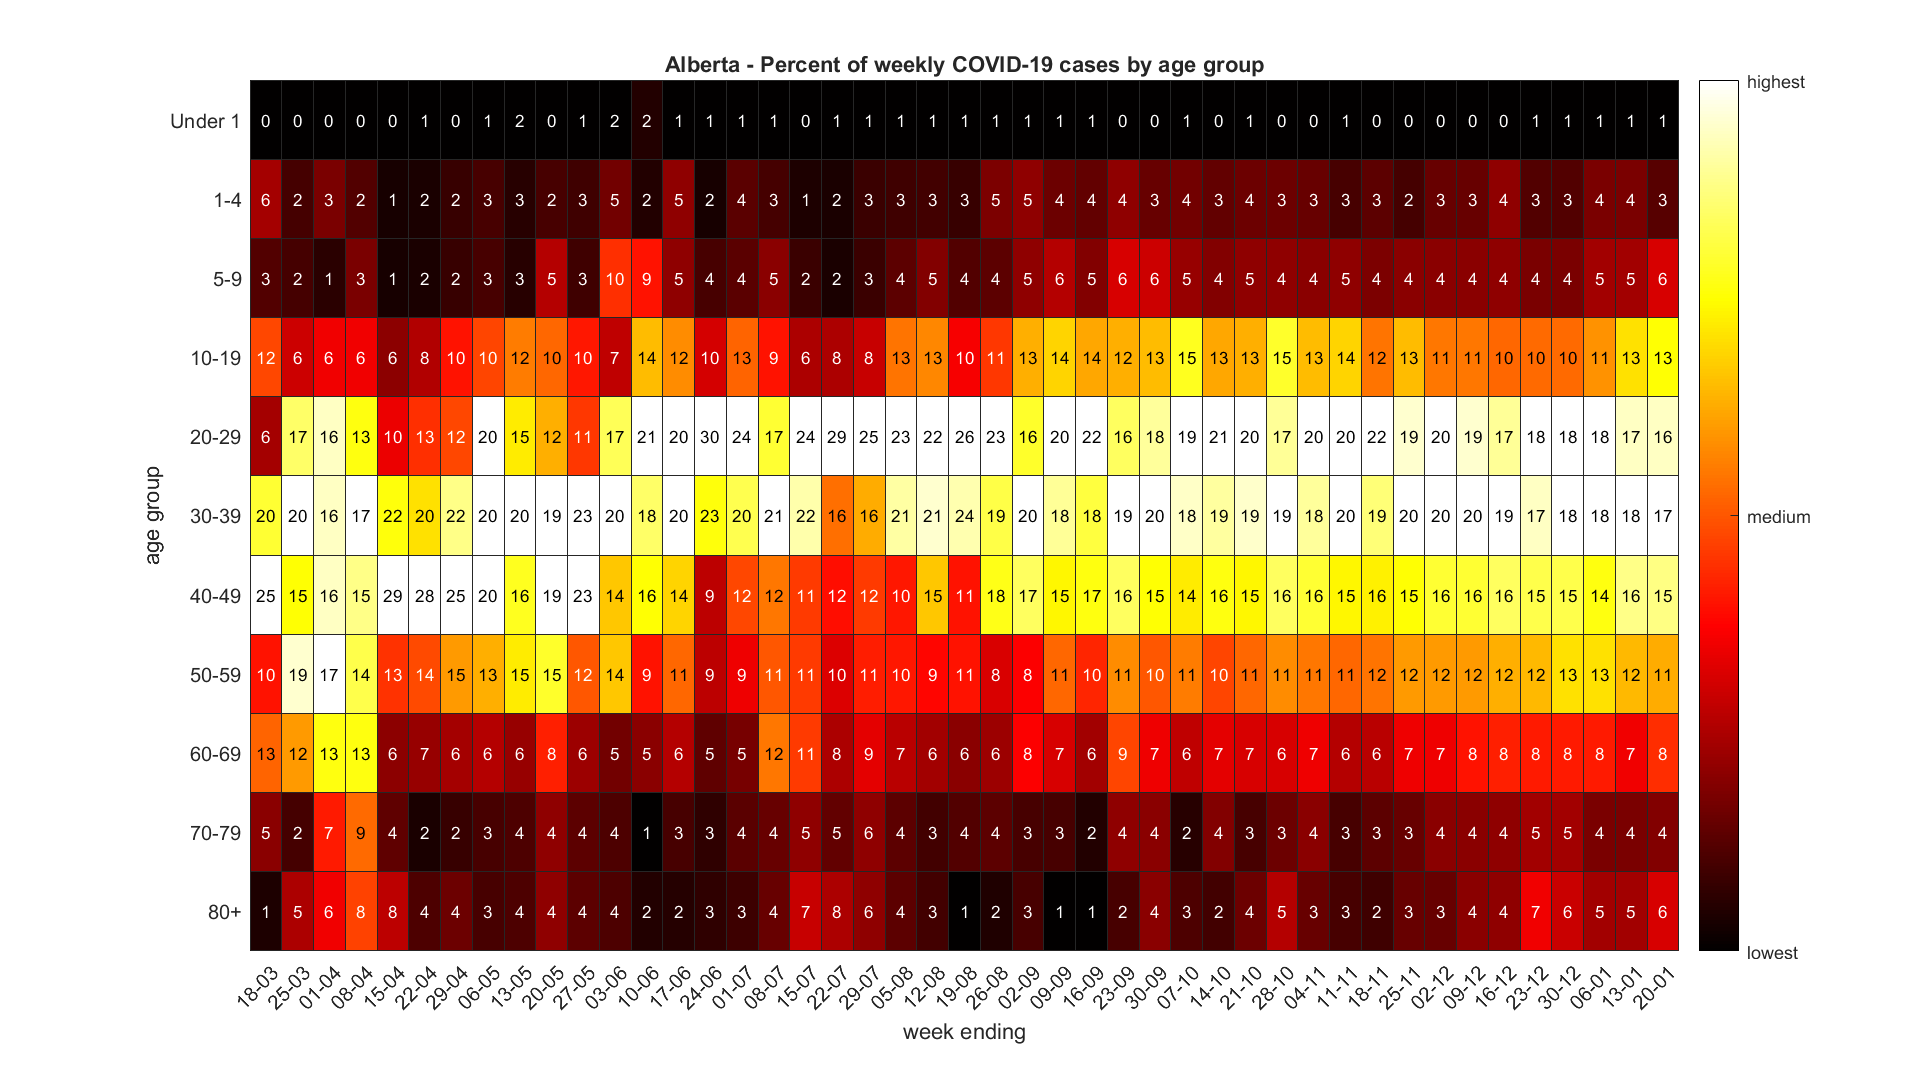 Alberta - Percent of weekly COVID-19 cases by age group
highest
Under 1 0 0 0 0 0 1 0 1 2 0 1 2 2 1 1 1 1 0 1 1 1 1 1 1 1 1 1 0 0 1 0 1 0 0 1 0 0 0 0 0 1 1 1 1 1
1-4 6 2 3 2 1 2 2 3 3 2 3 5 2 5 2 4 3 1 2 3 3 3 3 5 5 4 4 4 3 4 3 4 3 3 3 3 2 3 3 4 3 3 4 4 3
5-9 3 2 1 3 1 2 2 3 3 5 3 10 9 5 4 4 5 2 2 3 4 5 4 4 5 6 5 6 6 5 4 5 4 4 5 4 4 4 4 4 4 4 5 5 6
10-19 12 6 6 6 6 8 10 10 12 10 10 7 14 12 10 13 9 6 8 8 13 13 10 11 13 14 14 12 13 15 13 13 15 13 14 12 13 11 11 10 10 10 11 13 13
20-29 6 17 16 13 10 13 12 20 15 12 11 17 21 20 30 24 17 24 29 25 23 22 26 23 16 20 22 16 18 19 21 20 17 20 20 22 19 20 19 17 18 18 18 17 16
30-39 20 20 16 17 22 20 22 20 20 19 23 20 18 20 23 20 21 22 16 16 21 21 24 19 20 18 18 19 20 18 19 19 19 18 20 19 20 20 20 19 17 18 18 18 17
medium
40-49 25 15 16 15 29 28 25 20 16 19 23 14 16 14 9 12 12 11 12 12 10 15 11 18 17 15 17 16 15 14 16 15 16 16 15 16 15 16 16 16 15 15 14 16 15
50-59 10 19 17 14 13 14 15 13 15 15 12 14 9 11 9 9 11 11 10 11 10 9 11 8 8 11 10 11 10 11 10 11 11 11 11 12 12 12 12 12 12 13 13 12 11
60-69 13 12 13 13 6 7 6 6 6 8 6 5 5 6 5 5 12 11 8 9 7 6 6 6 8 7 6 9 7 6 7 7 6 7 6 6 7 7 8 8 8 8 8 7 8
70-79 5 2 7 9 4 2 2 3 4 4 4 4 1 3 3 4 4 5 5 6 4 3 4 4 3 3 2 4 4 2 4 3 3 4 3 3 3 4 4 4 5 5 4 4 4
80+ 1 5 6 8 8 4 4 3 4 4 4 4 2 2 3 3 4 7 8 6 4 3 1 2 3 1 1 2 4 3 2 4 5 3 3 2 3 3 4 4 7 6 5 5 6
lowest
age group
18-03 25-03 01-04 08-04 15-04 22-04 29-04 06-05 13-05 20-05 27-05 03-06 10-06 17-06 24-06 01-07 08-07 15-07 22-07 29-07 05-08 12-08 19-08 26-08 02-09 09-09 16-09 23-09 30-09 07-10 14-10 21-10 28-10 04-11 11-11 18-11 25-11 02-12 09-12 16-12 23-12 30-12 06-01 13-01 20-01
week ending